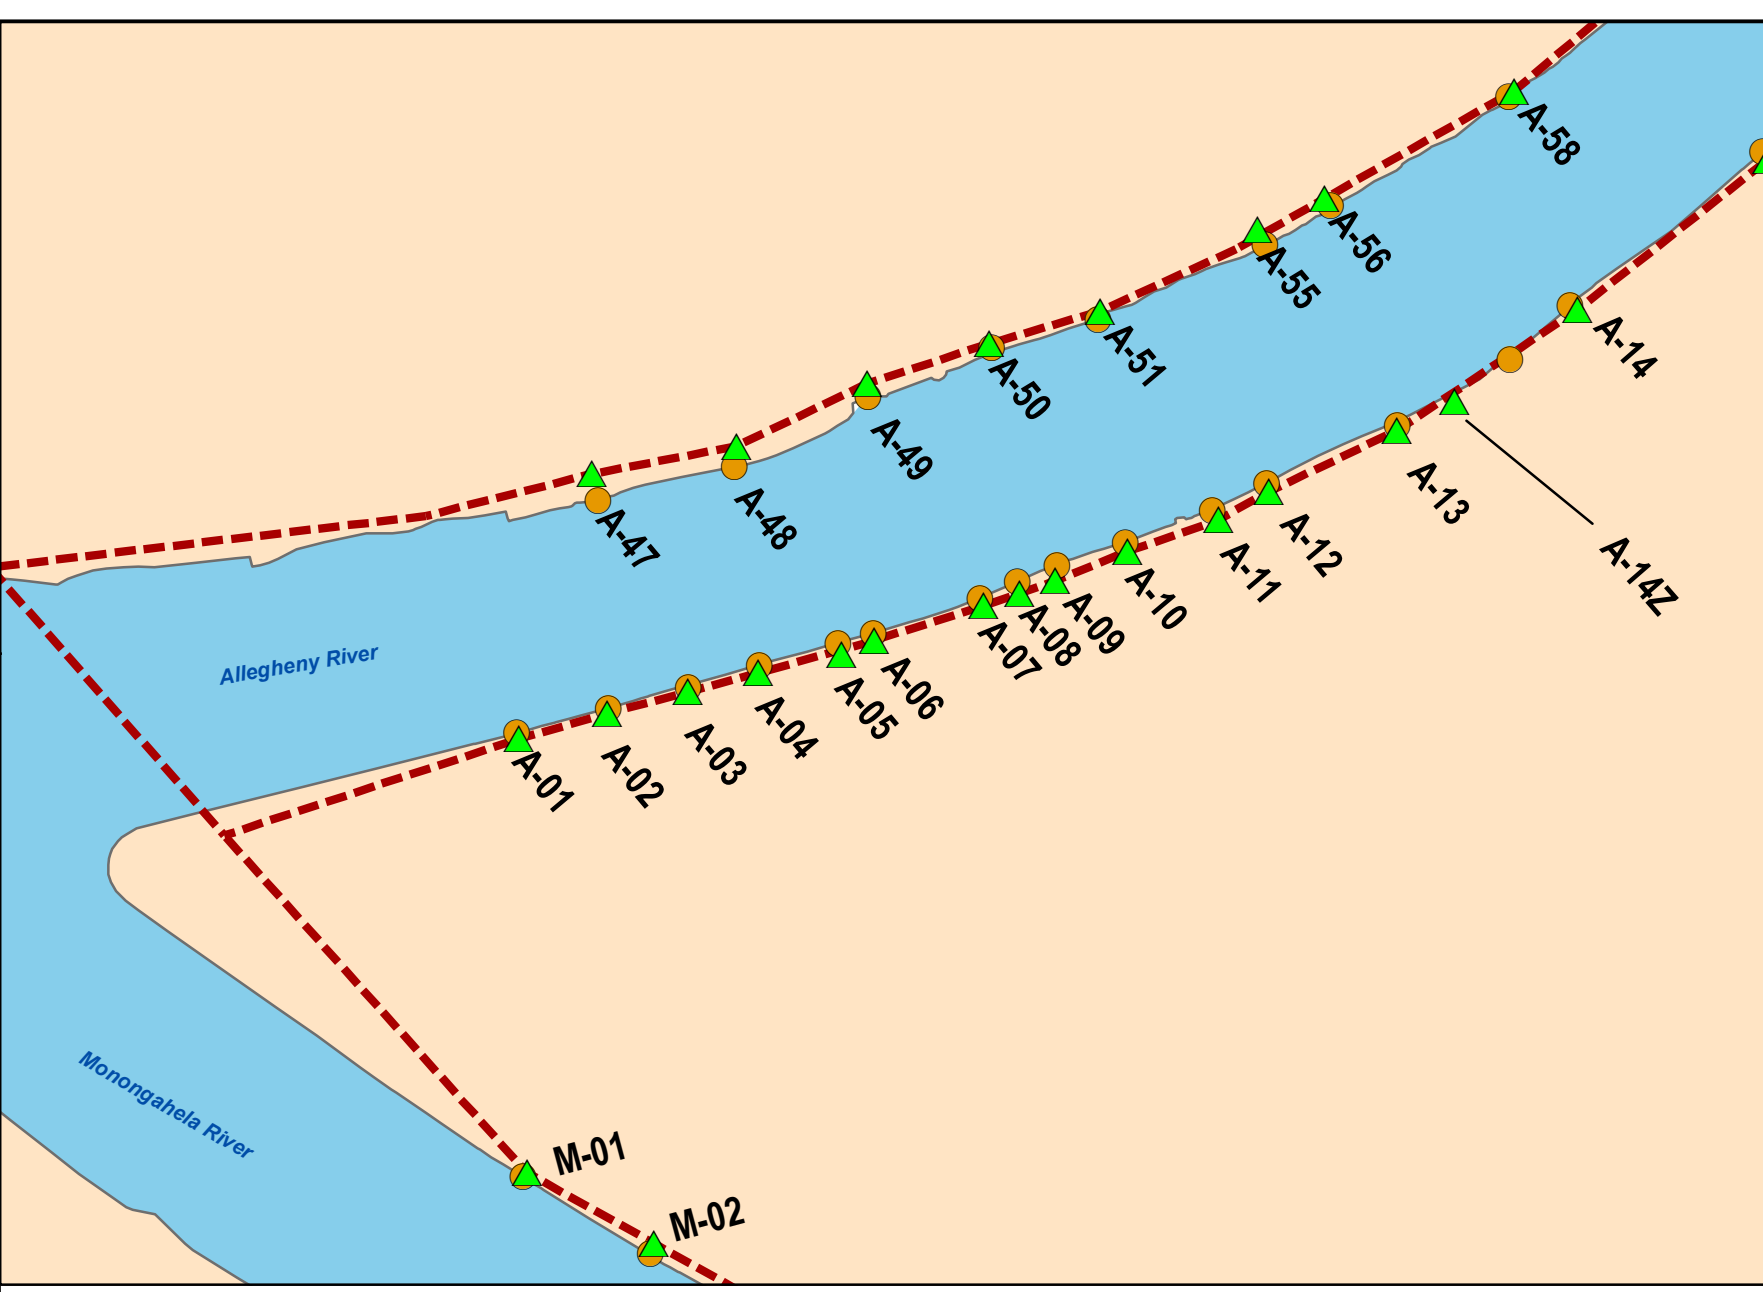 A-58
A-56
A-55
A-51
A-50
A-49
A-48
A-47
A-14
A-14Z
A-13
A-12
A-11
A-10
A-09
A-08
A-07
A-06
A-05
A-04
A-03
A-02
A-01
Allegheny River
Monongahela River
M-01
M-02